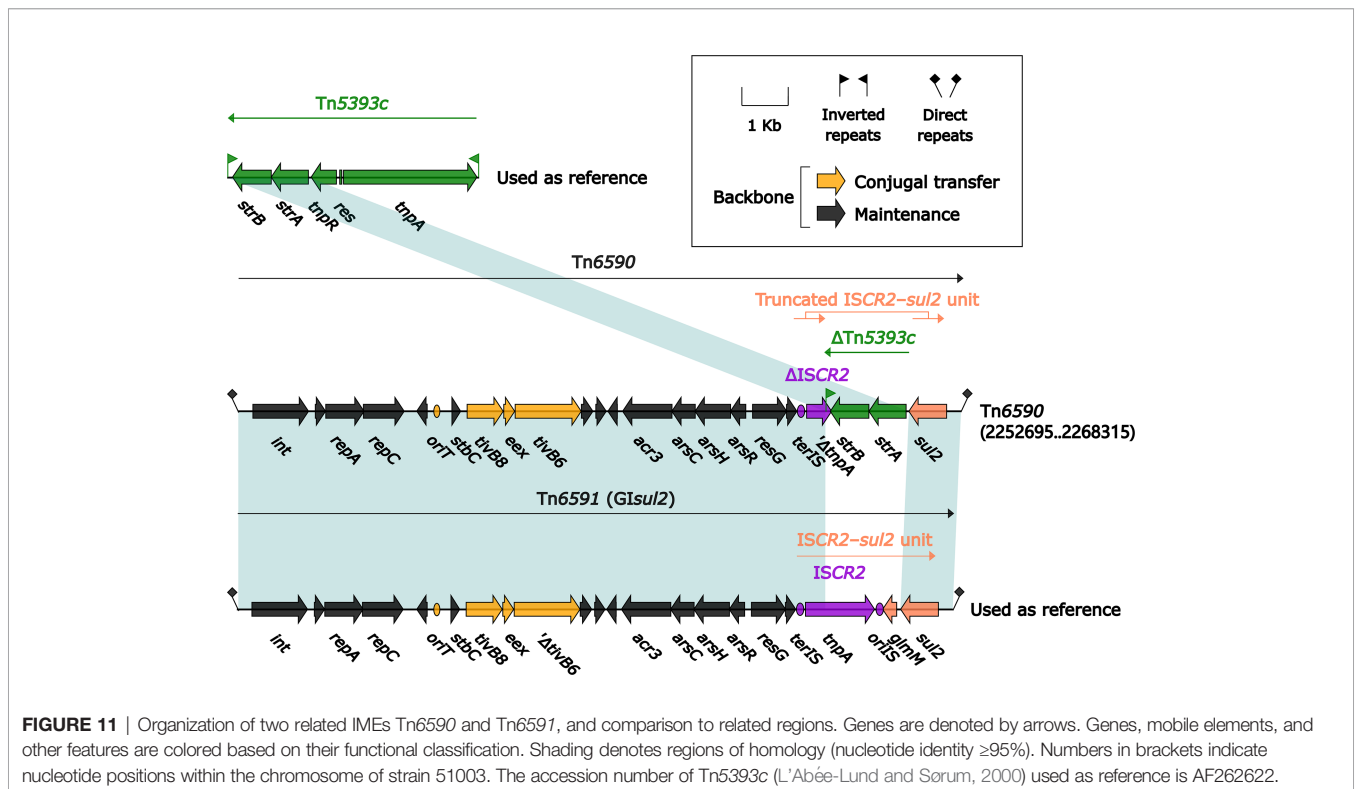 Tn5393c
strB strA tnpR res tnpA
Used as reference
1 Kb
Inverted repeats
Direct repeats
Backbone
Conjugal transfer
Maintenance
Tn6590
Truncated ISCR2–sul2 unit
ΔTn5393c
ΔISCR2
Tn6590
(2252695..2268315)
int repA repC oriT stbC tivB8 eex tivB6 acr3 arsC arsH arsR resG terIS 'ΔtnpA strB strA sul2
Tn6591 (GIsul2)
ISCR2–sul2 unit
ISCR2
Used as reference
int repA repC oriT stbC tivB8 eex 'ΔtivB6 acr3 arsC arsH arsR resG terIS tnpA oriIS glmM sul2
FIGURE 11 | Organization of two related IMEs Tn6590 and Tn6591, and comparison to related regions. Genes are denoted by arrows. Genes, mobile elements, and
other features are colored based on their functional classification. Shading denotes regions of homology (nucleotide identity ≥95%). Numbers in brackets indicate
nucleotide positions within the chromosome of strain 51003. The accession number of Tn5393c (L'Abée-Lund and Sørum, 2000) used as reference is AF262622.